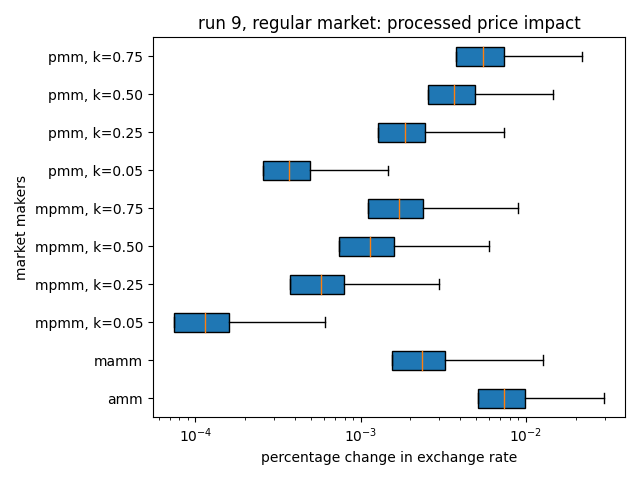 run 9, regular market: processed price impact
pmm, k=0.75
pmm, k=0.50
pmm, k=0.25
pmm, k=0.05
mpmm, k=0.75
mpmm, k=0.50
mpmm, k=0.25
mpmm, k=0.05
mamm
amm
market makers
10⁻⁴ 10⁻³ 10⁻²
percentage change in exchange rate